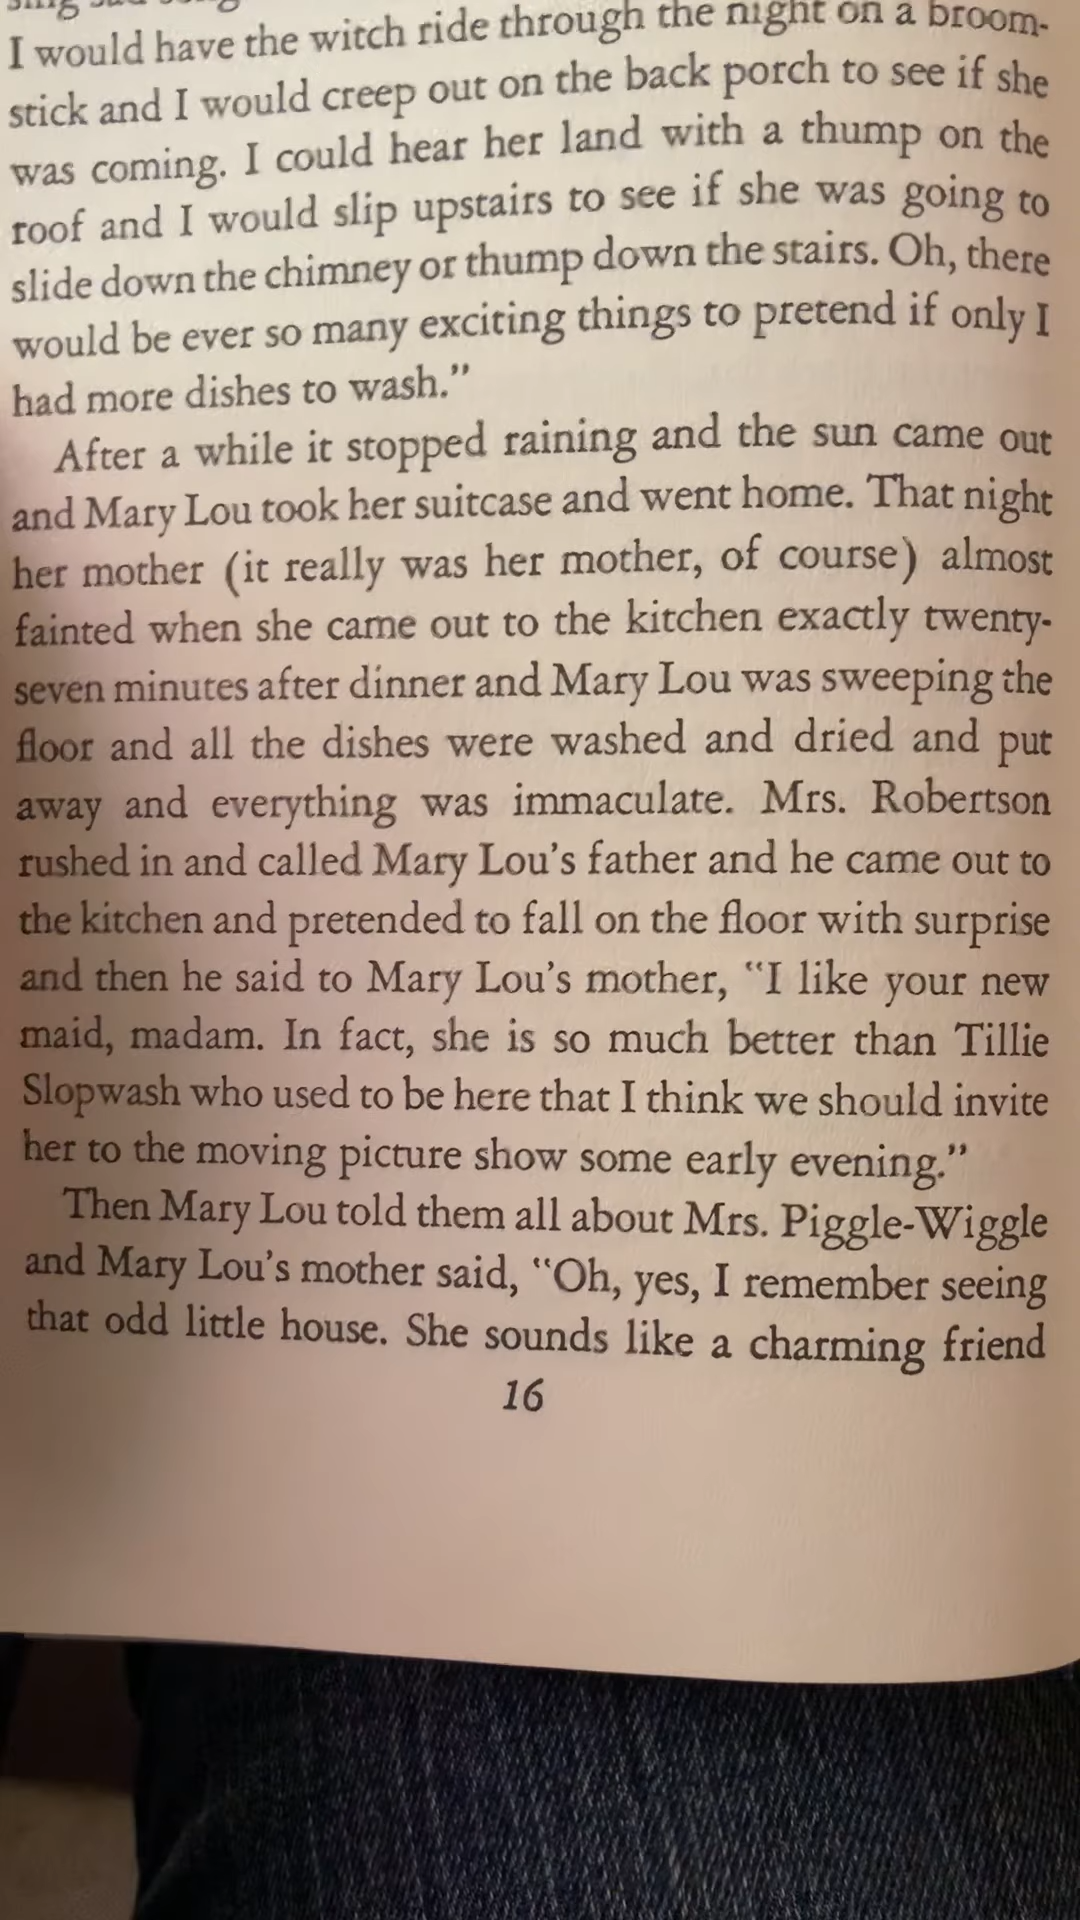 I would have the witch ride through the night on a broom-
stick and I would creep out on the back porch to see if she
was coming. I could hear her land with a thump on the
roof and I would slip upstairs to see if she was going to
slide down the chimney or thump down the stairs. Oh, there
would be ever so many exciting things to pretend if only I
had more dishes to wash.”
After a while it stopped raining and the sun came out
and Mary Lou took her suitcase and went home. That night
her mother (it really was her mother, of course) almost
fainted when she came out to the kitchen exactly twenty-
seven minutes after dinner and Mary Lou was sweeping the
floor and all the dishes were washed and dried and put
away and everything was immaculate. Mrs. Robertson
rushed in and called Mary Lou’s father and he came out to
the kitchen and pretended to fall on the floor with surprise
and then he said to Mary Lou’s mother, “I like your new
maid, madam. In fact, she is so much better than Tillie
Slopwash who used to be here that I think we should invite
her to the moving picture show some early evening.”
Then Mary Lou told them all about Mrs. Piggle-Wiggle
and Mary Lou’s mother said, “Oh, yes, I remember seeing
that odd little house. She sounds like a charming friend
16